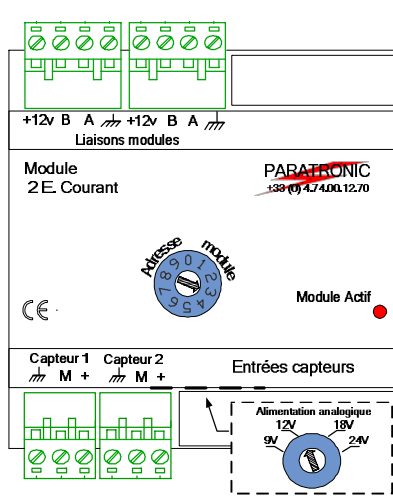 +12v B A +12v B A
Liaisons modules
Module
2 E. Courant
PARATRONIC
+33 (0) 4.74.00.12.70
Adresse module
0 1 2 3 4 5 6 7 8 9
CE
Module Actif
Capteur 1 Capteur 2
M + M +
Entrées capteurs
Alimentation analogique
12V 18V
9V 24V